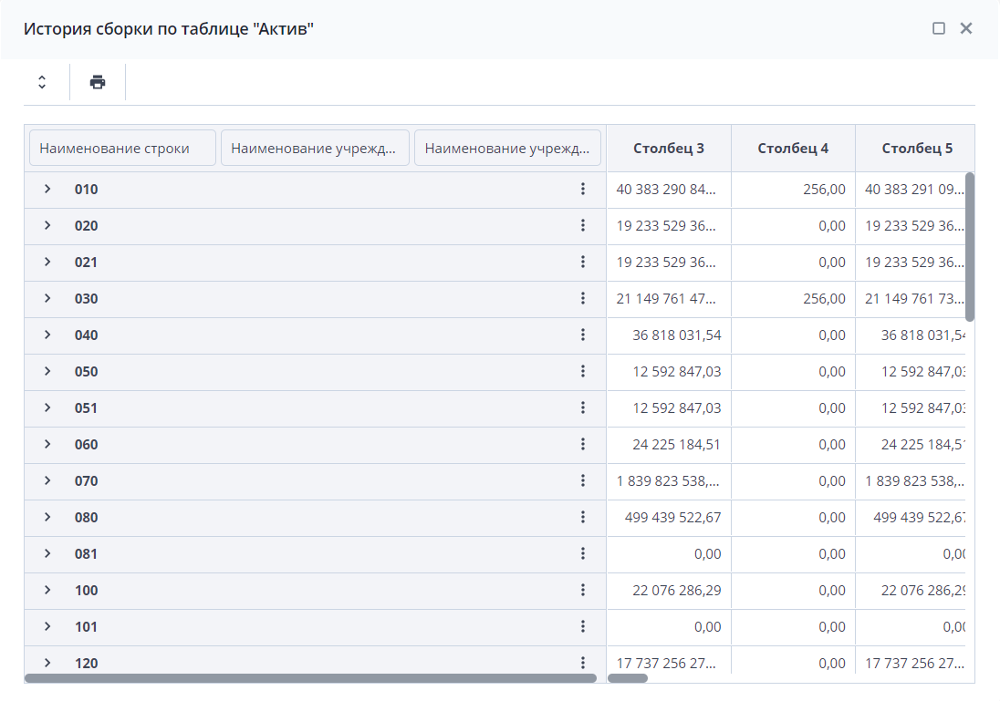 История сборки по таблице "Актив"
Наименование строки Наименование учрежд... Наименование учрежд... Столбец 3 Столбец 4 Столбец 5
010 40 383 290 84... 256,00 40 383 291 09...
020 19 233 529 36... 0,00 19 233 529 36...
021 19 233 529 36... 0,00 19 233 529 36...
030 21 149 761 47... 256,00 21 149 761 73...
040 36 818 031,54 0,00 36 818 031,54
050 12 592 847,03 0,00 12 592 847,03
051 12 592 847,03 0,00 12 592 847,03
060 24 225 184,51 0,00 24 225 184,51
070 1 839 823 538,... 0,00 1 839 823 538,...
080 499 439 522,67 0,00 499 439 522,67
081 0,00 0,00 0,00
100 22 076 286,29 0,00 22 076 286,29
101 0,00 0,00 0,00
120 17 737 256 27... 0,00 17 737 256 27...